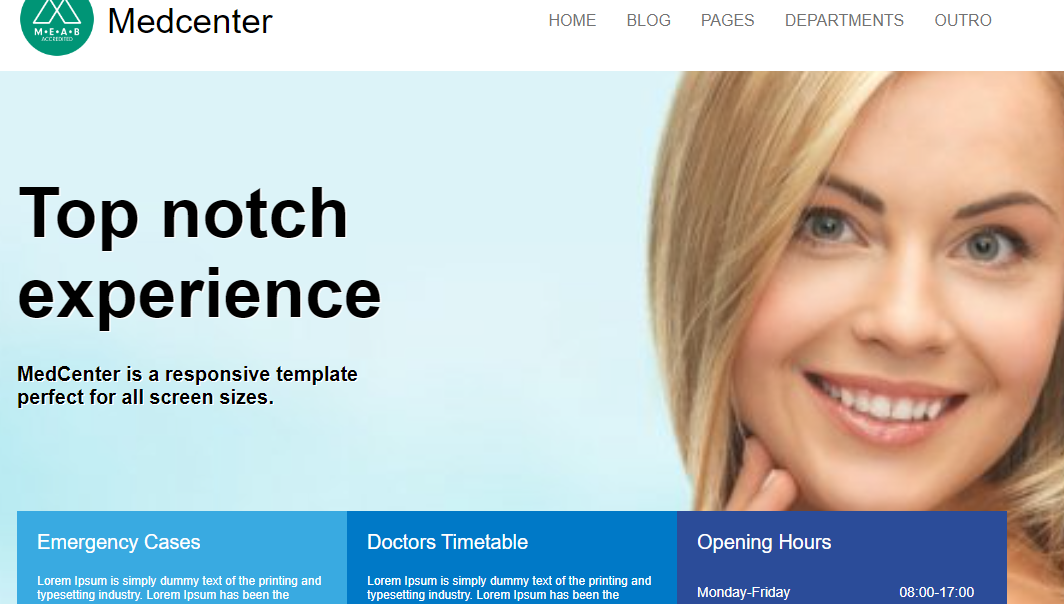 M•E•A•B
ACCREDITED
Medcenter
HOME BLOG PAGES DEPARTMENTS OUTRO
Top notch
experience
MedCenter is a responsive template
perfect for all screen sizes.
Emergency Cases
Lorem Ipsum is simply dummy text of the printing and
typesetting industry. Lorem Ipsum has been the
Doctors Timetable
Lorem Ipsum is simply dummy text of the printing and
typesetting industry. Lorem Ipsum has been the
Opening Hours
Monday-Friday 08:00-17:00